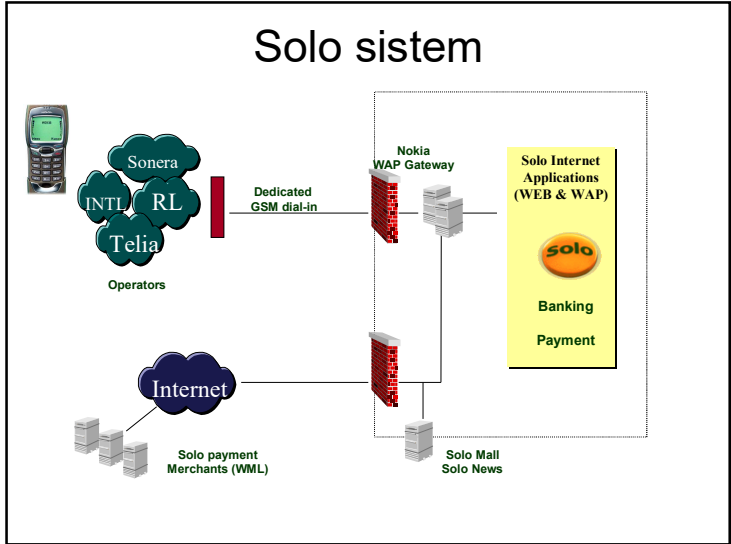 Solo sistem
Sonera
INTL
RL
Telia
Operators
Dedicated
GSM dial-in
Nokia
WAP Gateway
Solo Internet
Applications
(WEB & WAP)
solo
Banking
Payment
Internet
Solo payment
Merchants (WML)
Solo Mall
Solo News